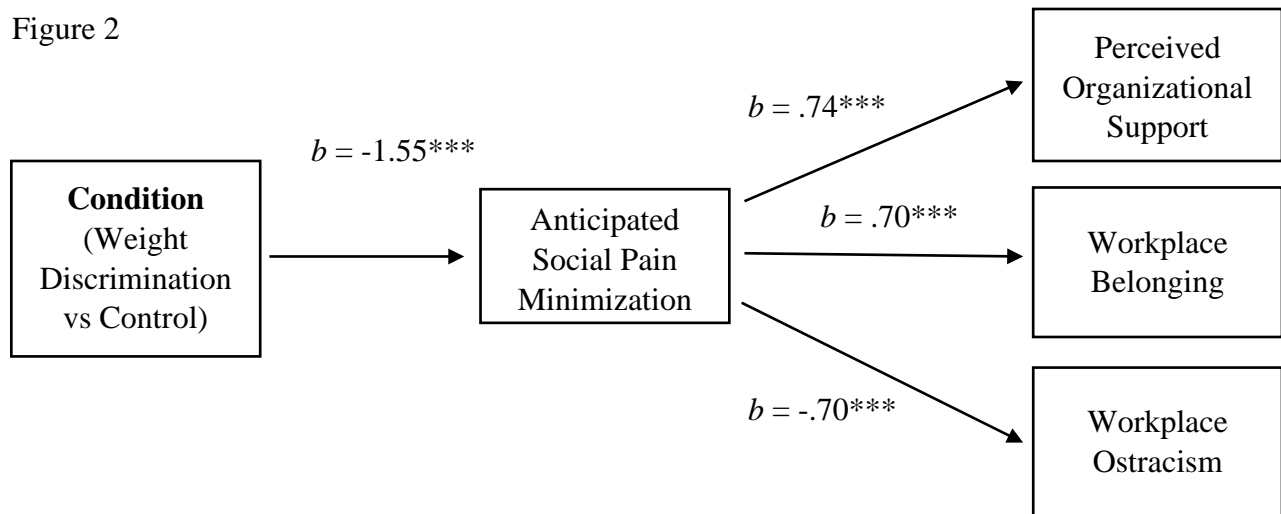 Figure 2
Condition
(Weight
Discrimination
vs Control)
b = -1.55***
Anticipated
Social Pain
Minimization
b = .74***
Perceived
Organizational
Support
b = .70***
Workplace
Belonging
b = -.70***
Workplace
Ostracism